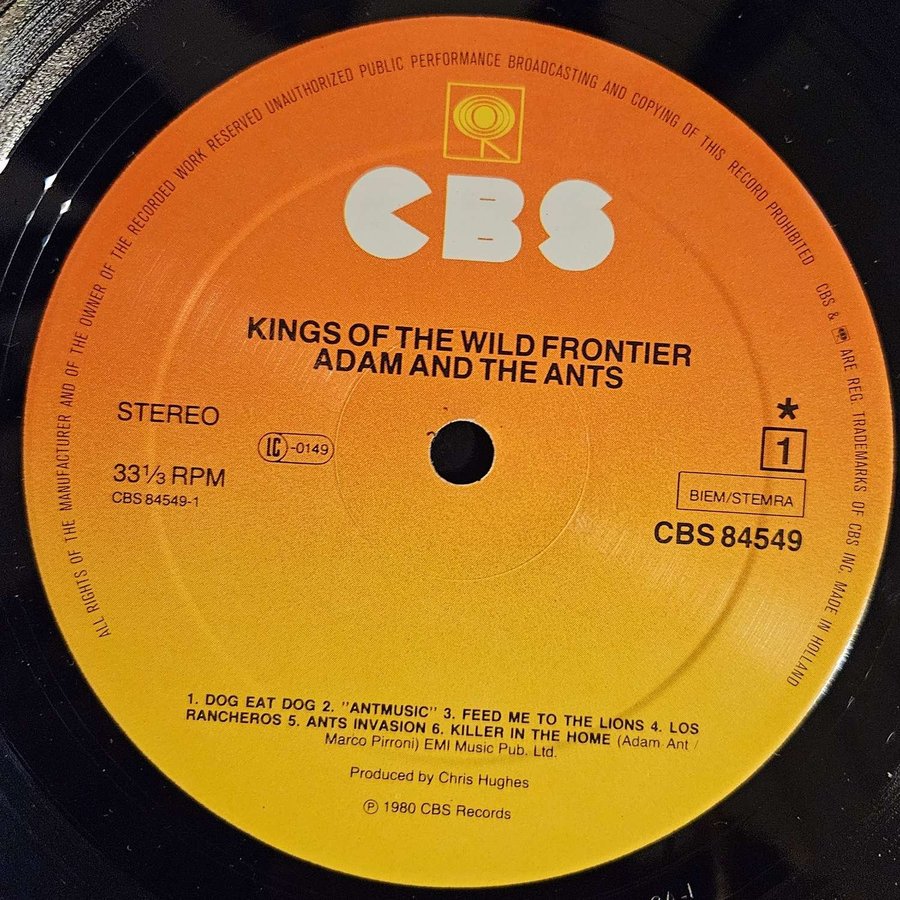 ALL RIGHTS OF THE MANUFACTURER AND OF THE OWNER OF THE RECORDED WORK RESERVED UNAUTHORIZED PUBLIC PERFORMANCE BROADCASTING AND COPYING OF THIS RECORD PROHIBITED CBS & ARE REG. TRADEMARKS OF CBS INC. MADE IN HOLLAND
CBS
KINGS OF THE WILD FRONTIER
ADAM AND THE ANTS
STEREO
LC-0149
33 1/3 RPM
CBS 84549-1
*
1
BIEM/STEMRA
CBS 84549
1. DOG EAT DOG 2. "ANTMUSIC" 3. FEED ME TO THE LIONS 4. LOS
RANCHEROS 5. ANTS INVASION 6. KILLER IN THE HOME (Adam Ant /
Marco Pirroni) EMI Music Pub. Ltd.
Produced by Chris Hughes
℗ 1980 CBS Records